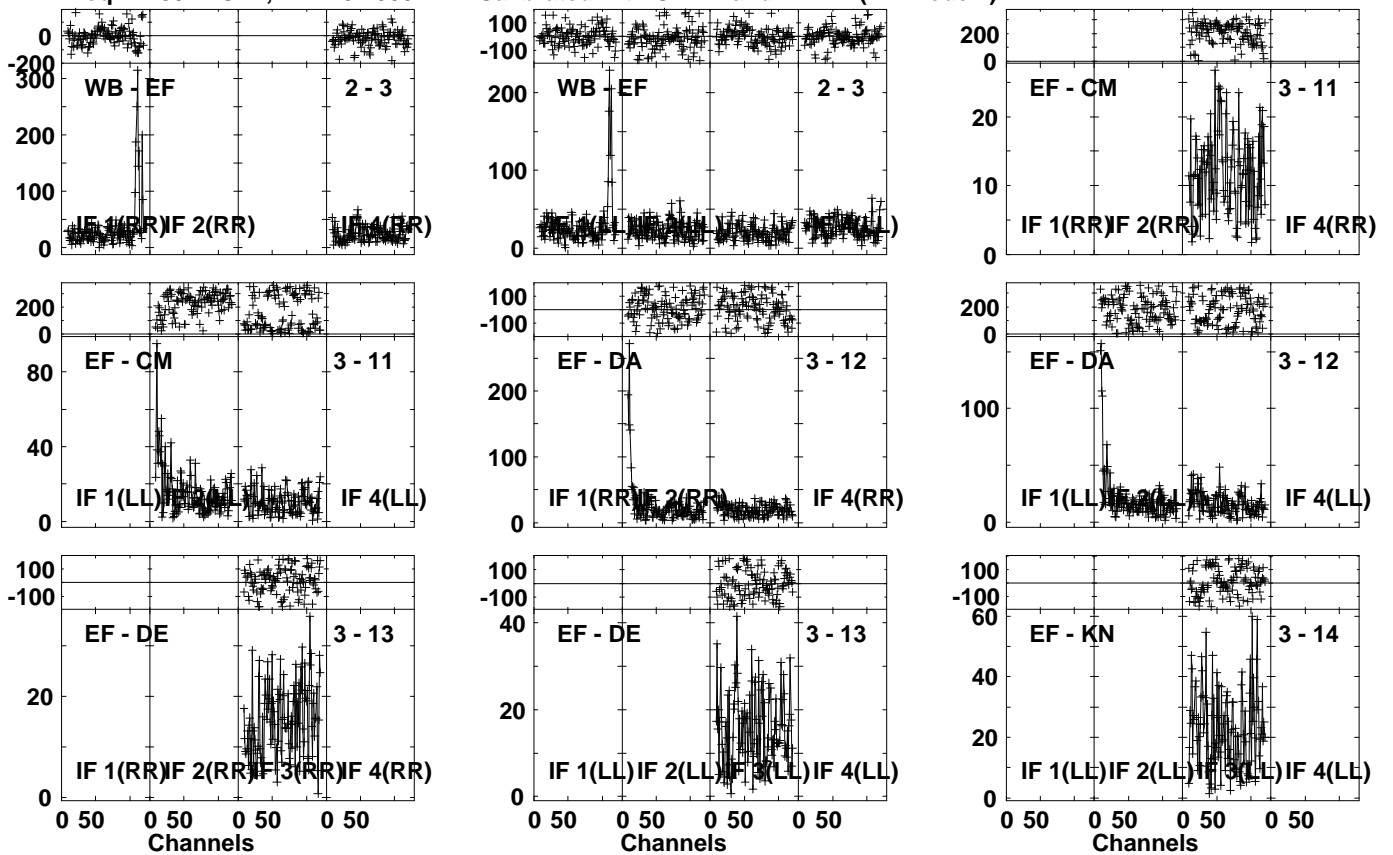 0
-200
300
200
100
0
WB - EF
2 - 3
IF 1(RR)
IF 2(RR)
IF 4(RR)
100
-100
200
100
0
WB - EF
2 - 3
200
0
20
10
0
EF - CM
3 - 11
IF 1(RR)
IF 2(RR)
IF 4(RR)
200
0
80
40
0
EF - CM
3 - 11
IF 1(LL)
IF 4(LL)
100
-100
200
100
0
EF - DA
3 - 12
IF 1(RR)
IF 2(RR)
IF 4(RR)
200
0
100
0
EF - DA
3 - 12
IF 1(LL)
IF 4(LL)
100
-100
20
0
EF - DE
3 - 13
IF 1(RR)
IF 2(RR)
IF 3(RR)
IF 4(RR)
0 50 0 50 0 50 0 50
Channels
100
-100
40
20
0
EF - DE
3 - 13
IF 1(LL)
IF 2(LL)
IF 3(LL)
IF 4(LL)
0 50 0 50 0 50 0 50
Channels
100
-100
60
40
20
0
EF - KN
3 - 14
IF 1(LL)
IF 2(LL)
IF 3(LL)
IF 4(LL)
0 50 0 50 0 50 0 50
Channels